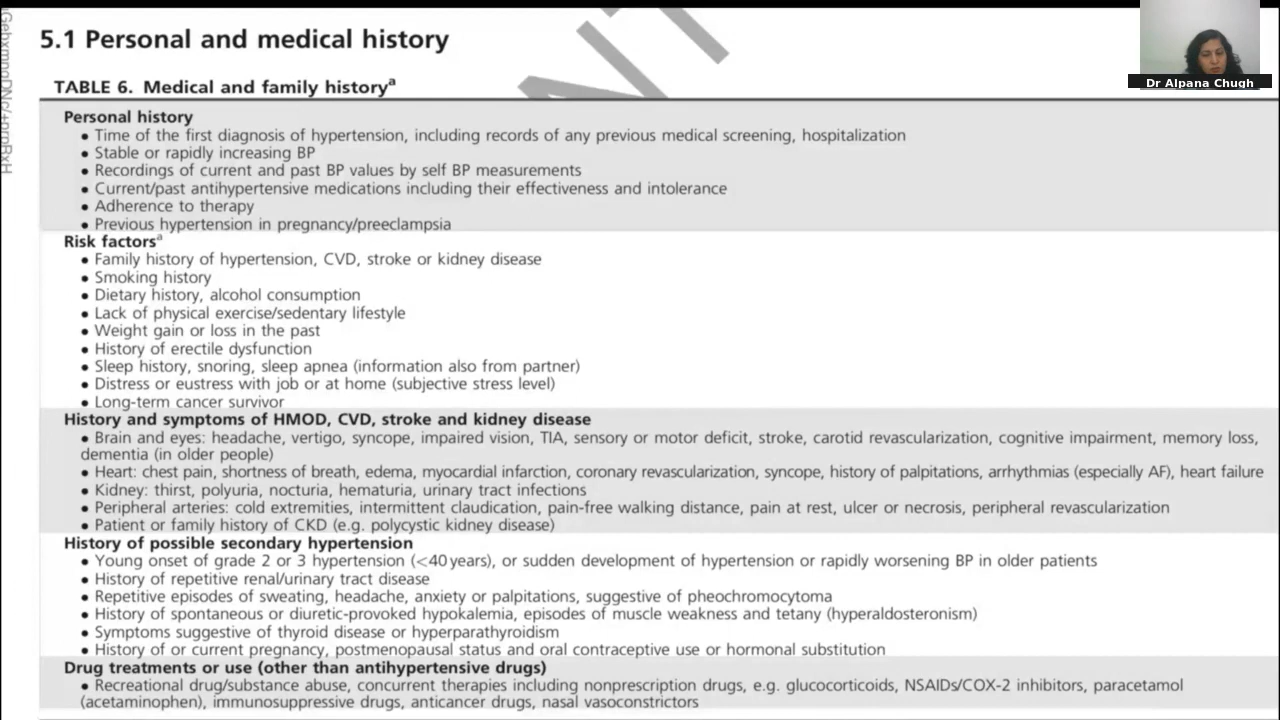 5.1 Personal and medical history
Dr Alpana Chugh
TABLE 6. Medical and family historyᵃ
Personal history
• Time of the first diagnosis of hypertension, including records of any previous medical screening, hospitalization
• Stable or rapidly increasing BP
• Recordings of current and past BP values by self BP measurements
• Current/past antihypertensive medications including their effectiveness and intolerance
• Adherence to therapy
• Previous hypertension in pregnancy/preeclampsia
Risk factorsᵃ
• Family history of hypertension, CVD, stroke or kidney disease
• Smoking history
• Dietary history, alcohol consumption
• Lack of physical exercise/sedentary lifestyle
• Weight gain or loss in the past
• History of erectile dysfunction
• Sleep history, snoring, sleep apnea (information also from partner)
• Distress or eustress with job or at home (subjective stress level)
• Long-term cancer survivor
History and symptoms of HMOD, CVD, stroke and kidney disease
• Brain and eyes: headache, vertigo, syncope, impaired vision, TIA, sensory or motor deficit, stroke, carotid revascularization, cognitive impairment, memory loss,
dementia (in older people)
• Heart: chest pain, shortness of breath, edema, myocardial infarction, coronary revascularization, syncope, history of palpitations, arrhythmias (especially AF), heart failure
• Kidney: thirst, polyuria, nocturia, hematuria, urinary tract infections
• Peripheral arteries: cold extremities, intermittent claudication, pain-free walking distance, pain at rest, ulcer or necrosis, peripheral revascularization
• Patient or family history of CKD (e.g. polycystic kidney disease)
History of possible secondary hypertension
• Young onset of grade 2 or 3 hypertension (<40 years), or sudden development of hypertension or rapidly worsening BP in older patients
• History of repetitive renal/urinary tract disease
• Repetitive episodes of sweating, headache, anxiety or palpitations, suggestive of pheochromocytoma
• History of spontaneous or diuretic-provoked hypokalemia, episodes of muscle weakness and tetany (hyperaldosteronism)
• Symptoms suggestive of thyroid disease or hyperparathyroidism
• History of or current pregnancy, postmenopausal status and oral contraceptive use or hormonal substitution
Drug treatments or use (other than antihypertensive drugs)
• Recreational drug/substance abuse, concurrent therapies including nonprescription drugs, e.g. glucocorticoids, NSAIDs/COX-2 inhibitors, paracetamol
(acetaminophen), immunosuppressive drugs, anticancer drugs, nasal vasoconstrictors